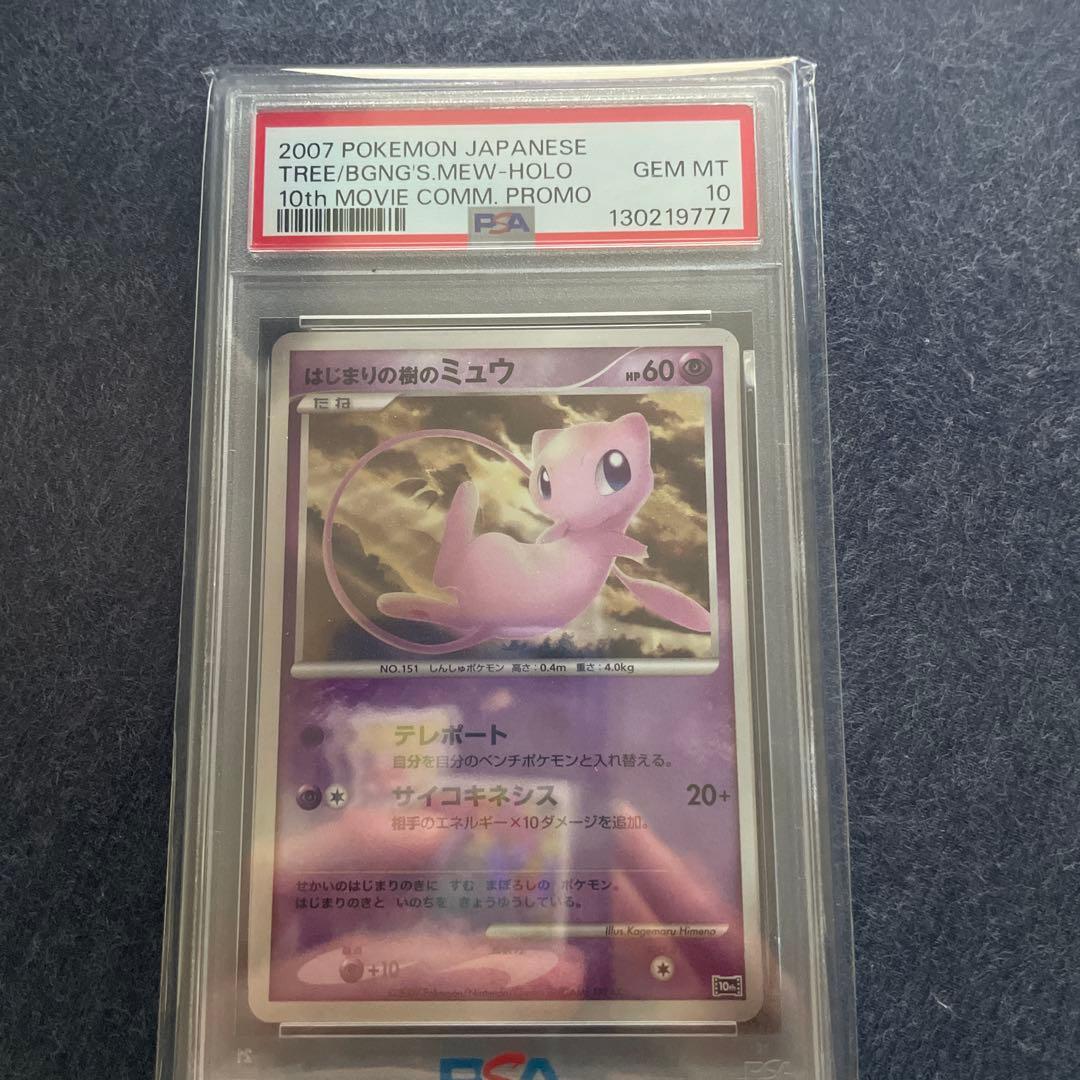 2007 POKEMON JAPANESE
TREE/BGNG'S.MEW-HOLO GEM MT
10th MOVIE COMM. PROMO 10
PSA 130219777
はじまりの樹のミュウ HP60
たね
NO.151 しんしゅポケモン 高さ:0.4m 重さ:4.0kg
テレポート
自分を自分のベンチポケモンと入れ替える。
サイコキネシス 20+
相手のエネルギー×10ダメージを追加。
せかいのはじまりのきに すむ まぼろしの ポケモン。
はじまりのきと いのちを きょうゆうしている。
Illus.Kagemaru Himeno
弱点
+10
10th
PSA
PSA